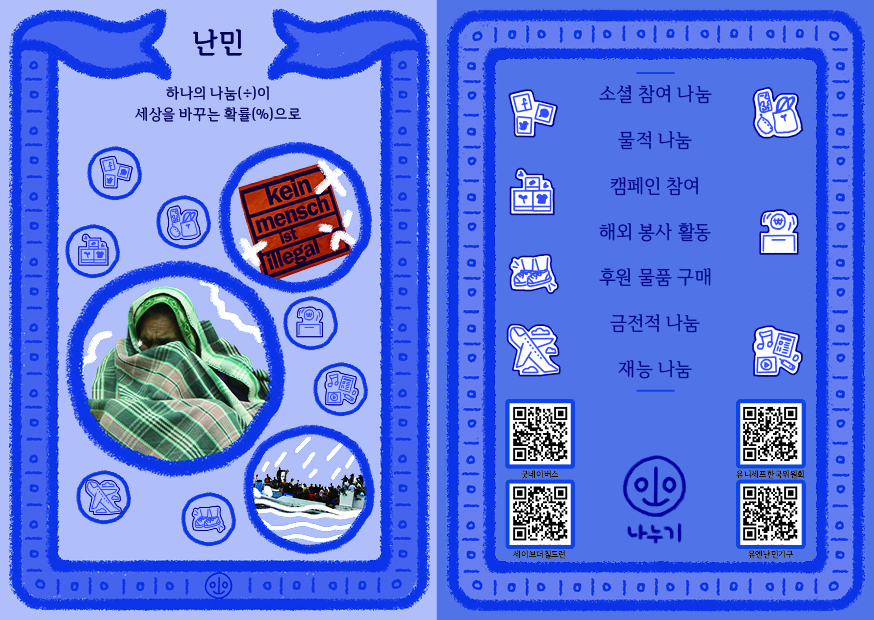 난민
하나의 나눔(÷)이
세상을 바꾸는 확률(%)으로
kein
mensch
ist
illegal
소셜 참여 나눔
물적 나눔
캠페인 참여
해외 봉사 활동
후원 물품 구매
금전적 나눔
재능 나눔
굿네이버스
유니세프한국위원회
나누기
세이브더칠드런
유엔난민기구